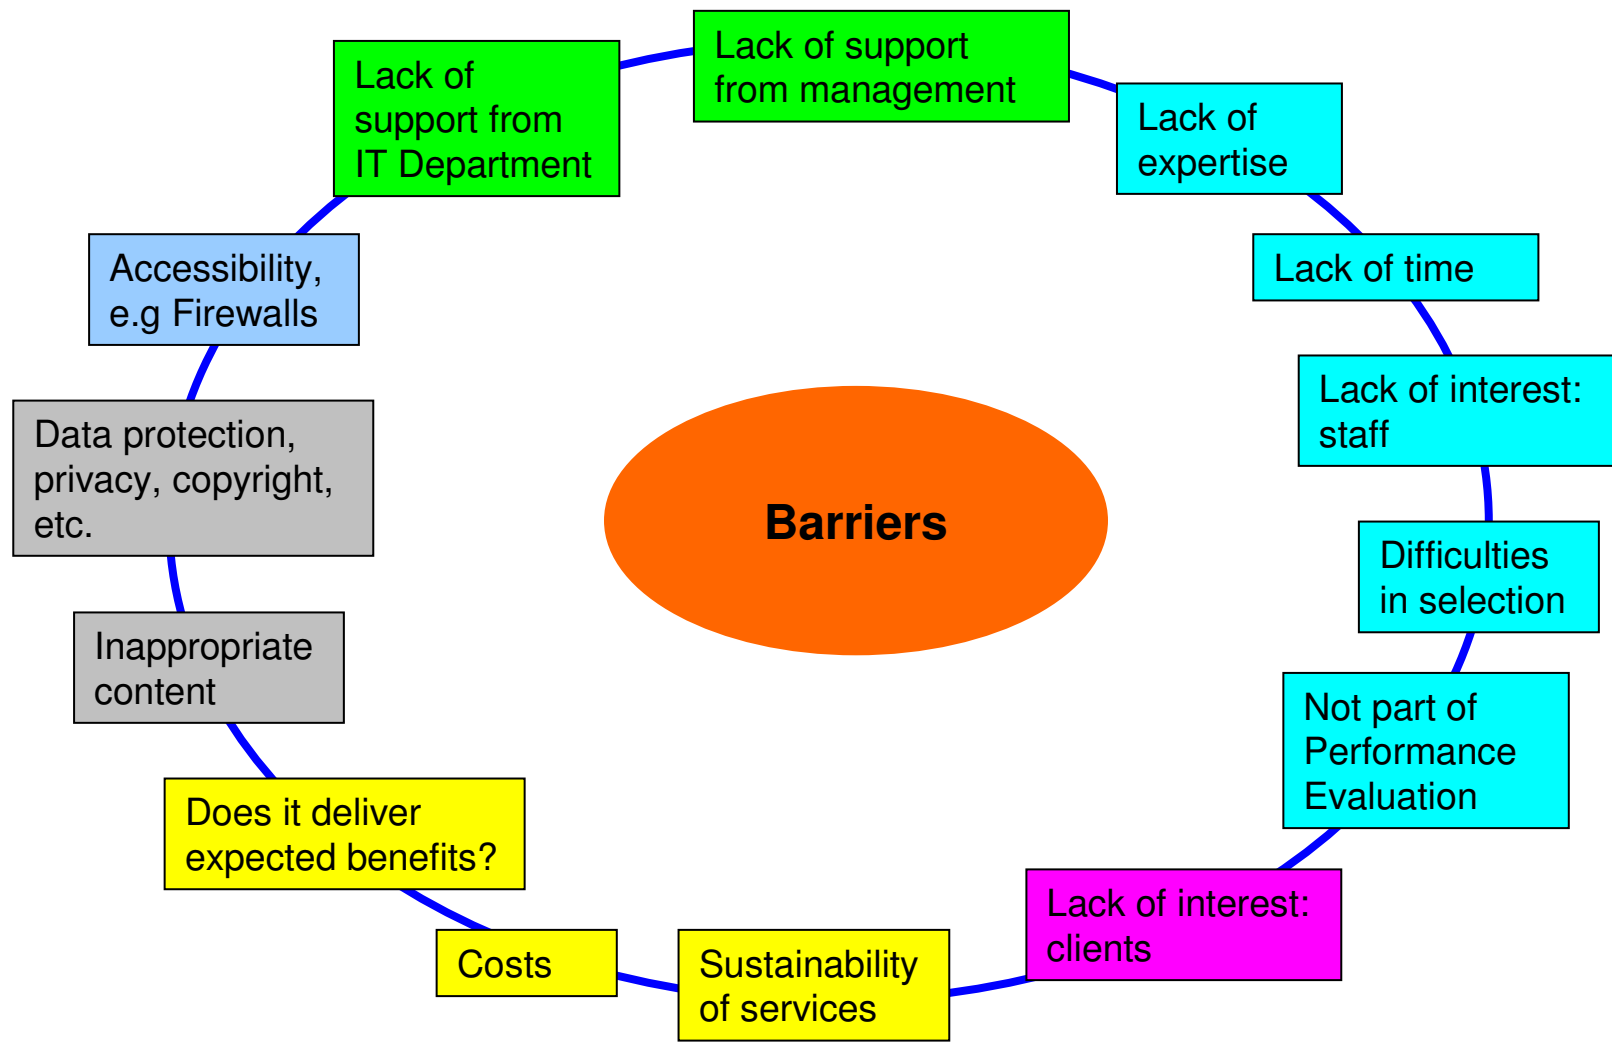 Lack of support
from management
Lack of
expertise
Lack of time
Lack of interest:
staff
Difficulties
in selection
Not part of
Performance
Evaluation
Lack of interest:
clients
Sustainability
of services
Costs
Does it deliver
expected benefits?
Inappropriate
content
Data protection,
privacy, copyright,
etc.
Accessibility,
e.g Firewalls
Lack of
support from
IT Department
Barriers